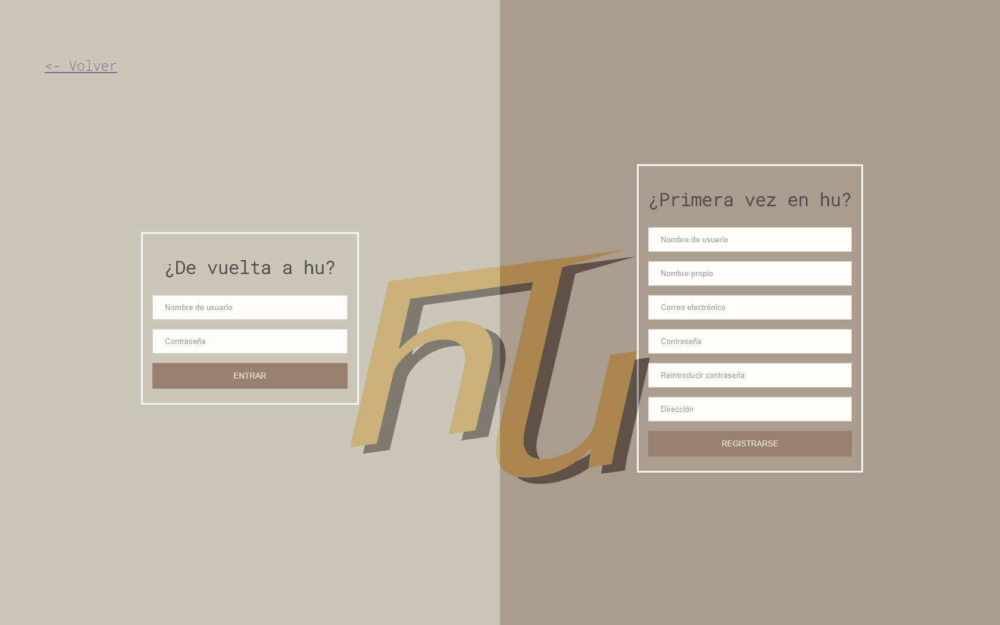 <- Volver
¿De vuelta a hu?
Nombre de usuario
Contraseña
ENTRAR
hu
¿Primera vez en hu?
Nombre de usuario
Nombre propio
Correo electrónico
Contraseña
Reintroducir contraseña
Dirección
REGISTRARSE